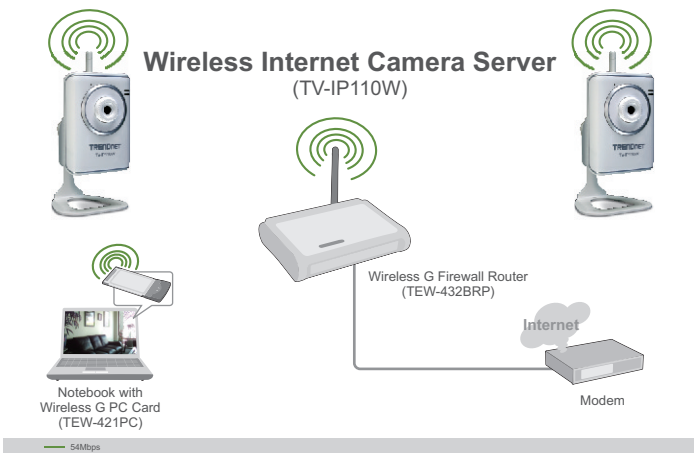 Wireless Internet Camera Server
(TV-IP110W)
TRENDNET
TRENDNET
Wireless G Firewall Router
(TEW-432BRP)
Internet
Modem
Notebook with
Wireless G PC Card
(TEW-421PC)
54Mbps